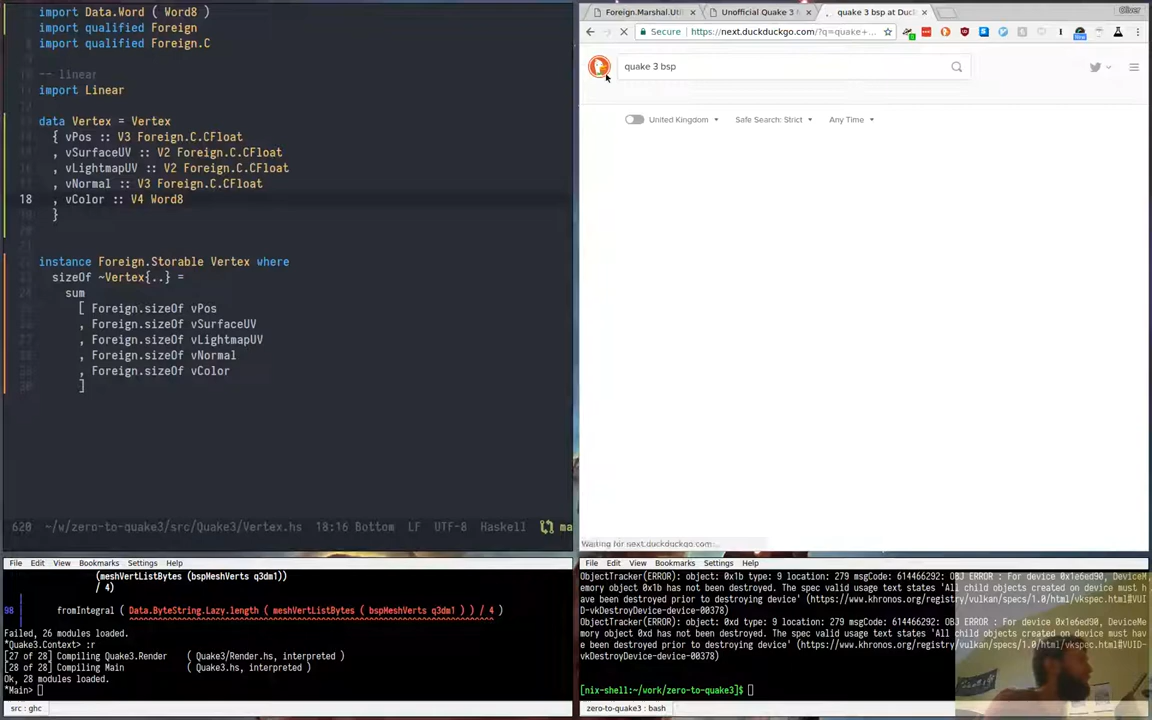 import Data.Word ( Word8 )
import qualified Foreign
import qualified Foreign.C
-- linear
import Linear
data Vertex = Vertex
{ vPos :: V3 Foreign.C.CFloat
, vSurfaceUV :: V2 Foreign.C.CFloat
, vLightmapUV :: V2 Foreign.C.CFloat
, vNormal :: V3 Foreign.C.CFloat
18 , vColor :: V4 Word8
}
instance Foreign.Storable Vertex where
sizeOf ~Vertex{..} =
sum
[ Foreign.sizeOf vPos
, Foreign.sizeOf vSurfaceUV
, Foreign.sizeOf vLightmapUV
, Foreign.sizeOf vNormal
, Foreign.sizeOf vColor
]
620 ~/w/zero-to-quake3/src/Quake3/Vertex.hs 18:16 Bottom LF UTF-8 Haskell ma
Foreign.Marshal.Util × Unofficial Quake 3 M × quake 3 bsp at Duck ×
Oliver
Secure https://next.duckduckgo.com/?q=quake+...
quake 3 bsp
United Kingdom Safe Search: Strict Any Time
Waiting for next.duckduckgo.com...
File Edit View Bookmarks Settings Help
(meshVertListBytes (bspMeshVerts q3dm1))
/ 4)
98 | fromIntegral ( Data.ByteString.Lazy.length ( meshVertListBytes ( bspMeshVerts q3dm1 ) ) / 4 )
Failed, 26 modules loaded.
*Quake3.Context> :r
[27 of 28] Compiling Quake3.Render ( Quake3/Render.hs, interpreted )
[28 of 28] Compiling Main ( Quake3.hs, interpreted )
Ok, 28 modules loaded.
*Main>
src : ghc
File Edit View Bookmarks Settings Help
ObjectTracker(ERROR): object: 0x1b type: 9 location: 279 msgCode: 614466292: OBJ ERROR : For device 0x1e6ed90, DeviceM
emory object 0x1b has not been destroyed. The spec valid usage text states 'All child objects created on device must h
ave been destroyed prior to destroying device' (https://www.khronos.org/registry/vulkan/specs/1.0/html/vkspec.html#VUI
D-vkDestroyDevice-device-00378)
ObjectTracker(ERROR): object: 0xd type: 9 location: 279 msgCode: 614466292: OBJ ERROR : For device 0x1e6ed90, DeviceMe
mory object 0xd has not been destroyed. The spec valid usage text states 'All child objects created on device must hav
e been destroyed prior to destroying device' (https://www.khronos.org/registry/vulkan/specs/1.0/html/vkspec.html#VUID-
vkDestroyDevice-device-00378)
[nix-shell:~/work/zero-to-quake3]$
zero-to-quake3 : bash